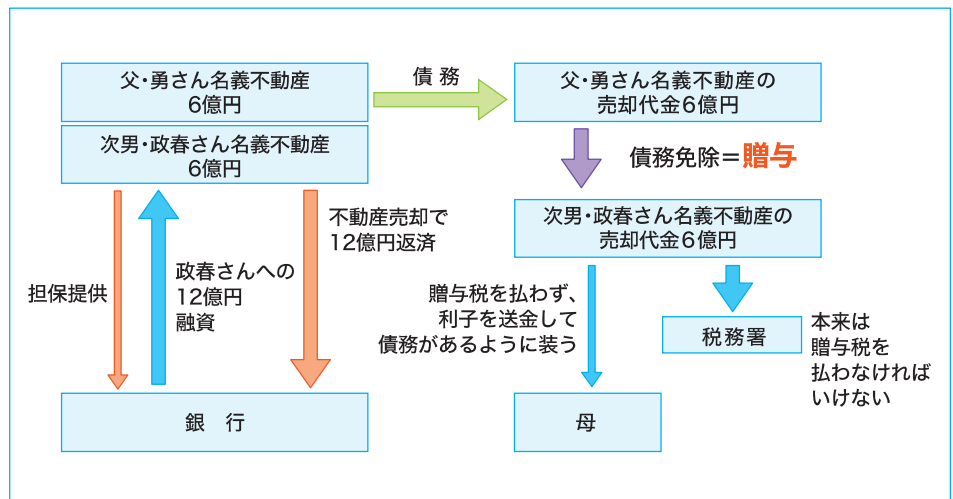 父・勇さん名義不動産
6億円
債 務
父・勇さん名義不動産の
売却代金6億円
次男・政春さん名義不動産
6億円
債務免除＝贈与
次男・政春さん名義不動産の
売却代金6億円
担保提供
政春さんへの
12億円
融資
不動産売却で
12億円返済
贈与税を払わず、
利子を送金して
債務があるように装う
税務署
本来は
贈与税を
払わなければ
いけない
銀　行
母